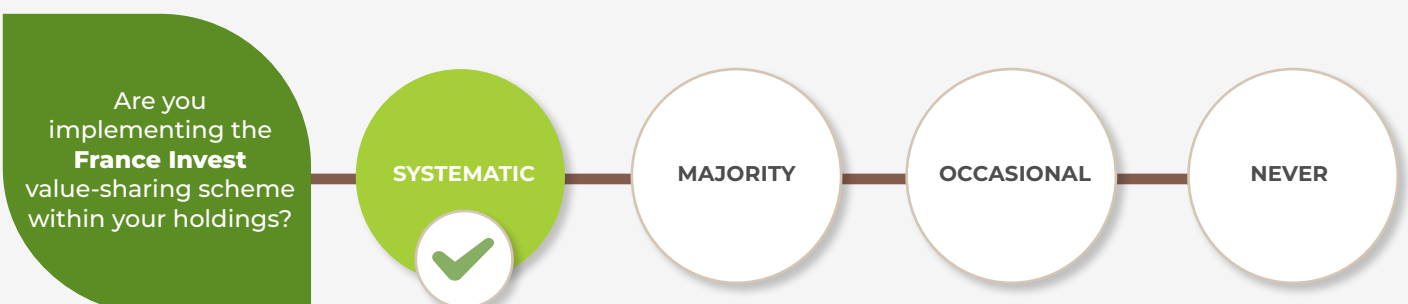 Are you
implementing the
France Invest
value-sharing scheme
within your holdings?
SYSTEMATIC
MAJORITY
OCCASIONAL
NEVER